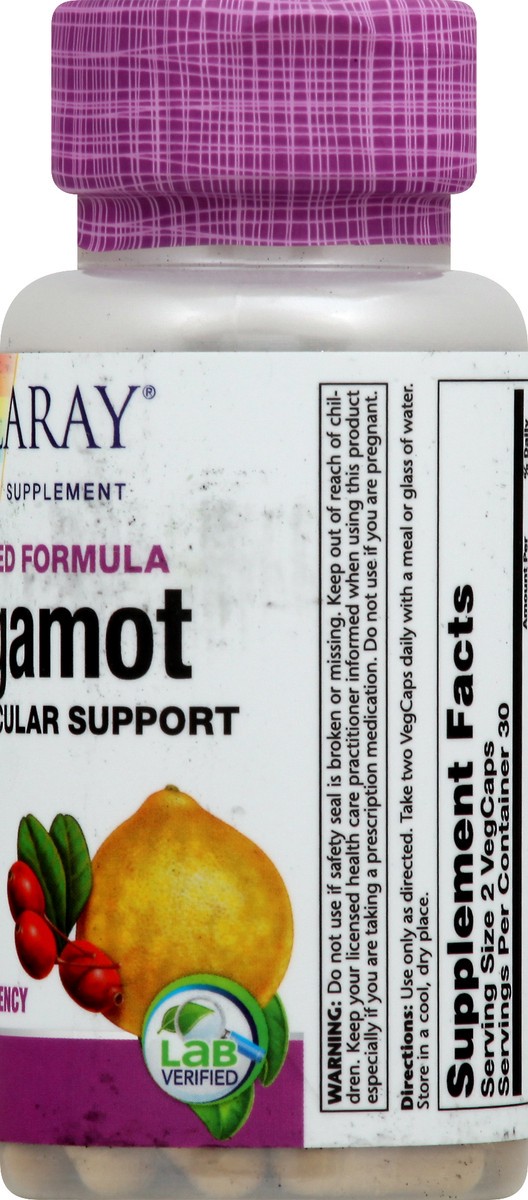 ARAY®
SUPPLEMENT
ED FORMULA
gamot
CULAR SUPPORT
ENCY
LAB
VERIFIED
WARNING: Do not use if safety seal is broken or missing. Keep out of reach of chil-
dren. Keep your licensed health care practitioner informed when using this product
especially if you are taking a prescription medication. Do not use if you are pregnant.
Directions: Use only as directed. Take two VegCaps daily with a meal or glass of water.
Store in a cool, dry place.
Supplement Facts
Serving Size 2 VegCaps
Servings Per Container 30
Amount Per
% Daily